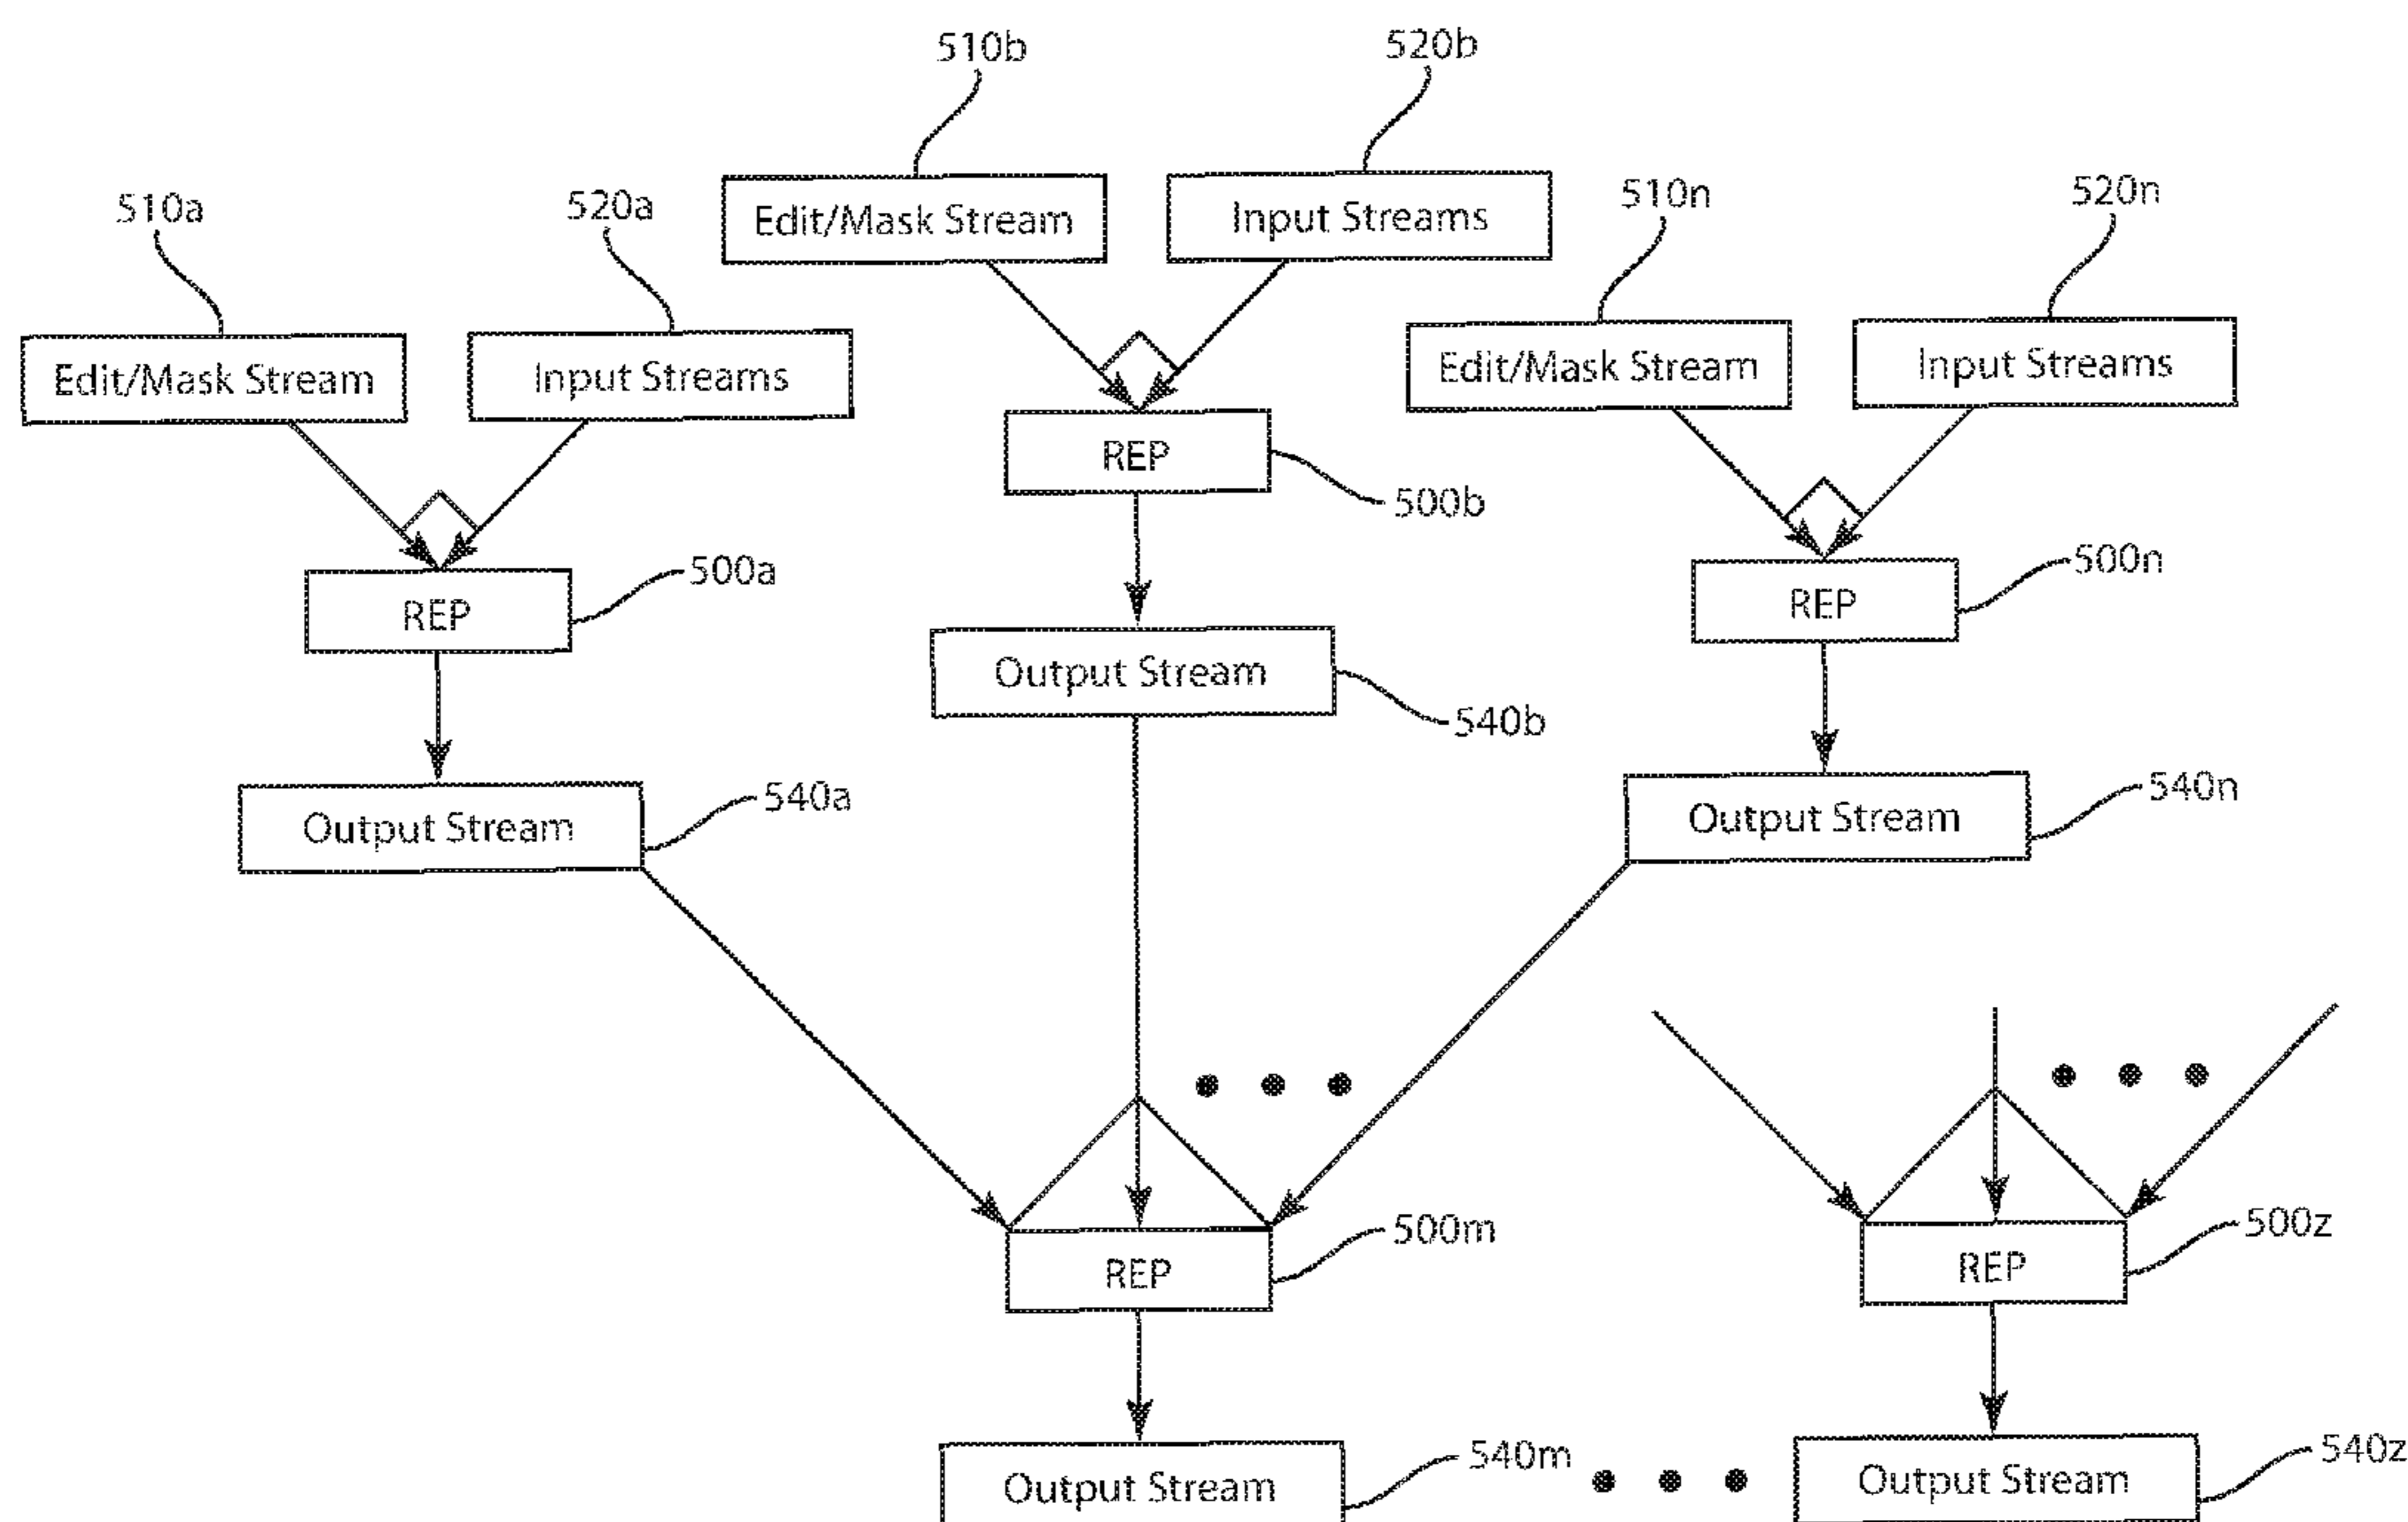 510b
520b
510a
520a
510n
520n
Edit/Mask Stream
Input Streams
Edit/Mask Stream
Input Streams
Edit/Mask Stream
Input Streams
REP
500b
500a
REP
500n
REP
Output Stream
540b
540a
Output Stream
540n
Output Stream
500m
REP
500z
REP
540m
Output Stream
540z
Output Stream